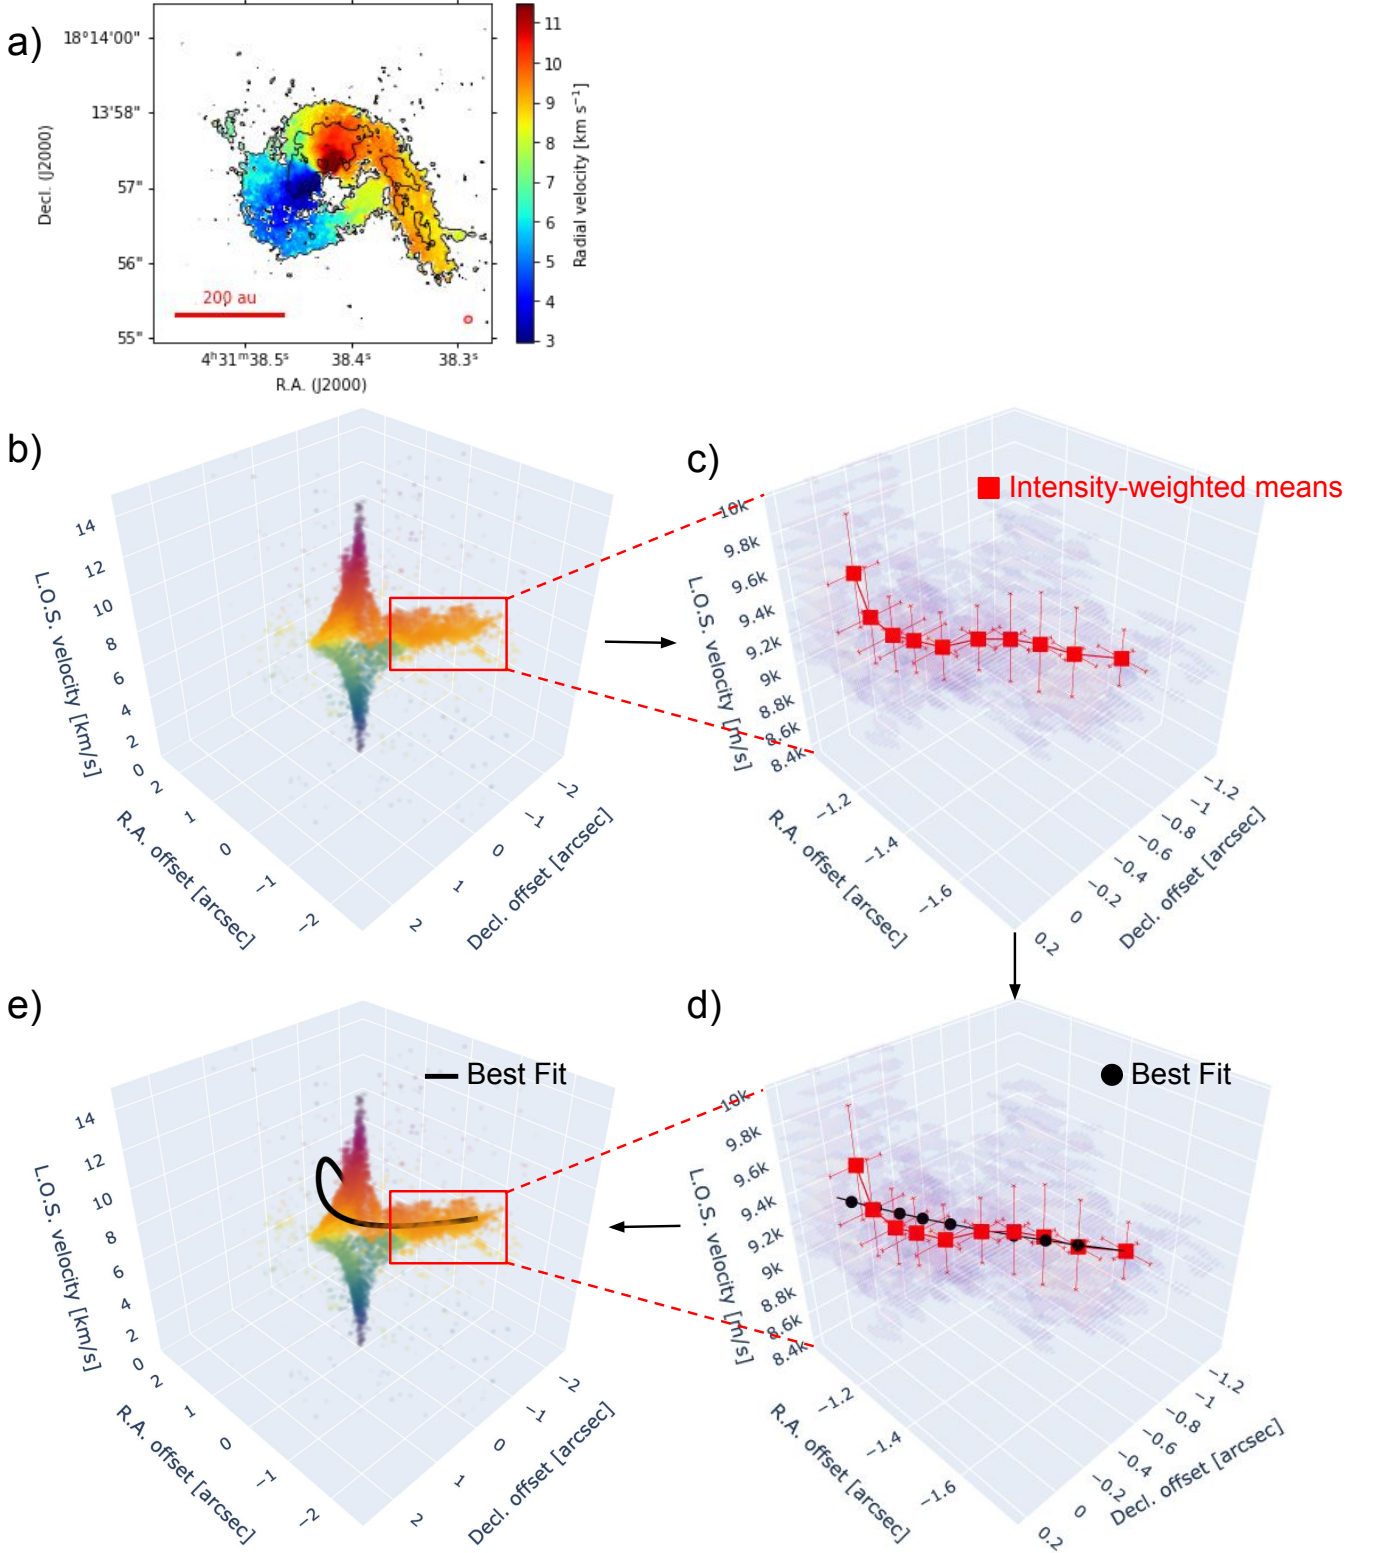 a)
18°14'00"
13'58"
57"
56"
55"
Decl. (J2000)
200 au
4ʰ31ᵐ38.5ˢ 38.4ˢ 38.3ˢ
R.A. (J2000)
11
10
9
8
7
6
5
4
3
Radial velocity [km s⁻¹]
b)
14
12
10
8
6
4
2
0
L.O.S. velocity [km/s]
2
1
0
−1
−2
R.A. offset [arcsec]
−2
−1
0
1
2
Decl. offset [arcsec]
c)
Intensity-weighted means
10k
9.8k
9.6k
9.4k
9.2k
9k
8.8k
8.6k
8.4k
L.O.S. velocity [m/s]
−1.2
−1.4
−1.6
R.A. offset [arcsec]
−1.2
−1
−0.8
−0.6
−0.4
−0.2
0
0.2
Decl. offset [arcsec]
e)
Best Fit
14
12
10
8
6
4
2
0
L.O.S. velocity [km/s]
2
1
0
−1
−2
R.A. offset [arcsec]
−2
−1
0
1
2
Decl. offset [arcsec]
d)
Best Fit
10k
9.8k
9.6k
9.4k
9.2k
9k
8.8k
8.6k
8.4k
L.O.S. velocity [m/s]
−1.2
−1.4
−1.6
R.A. offset [arcsec]
−1.2
−1
−0.8
−0.6
−0.4
−0.2
0
0.2
Decl. offset [arcsec]